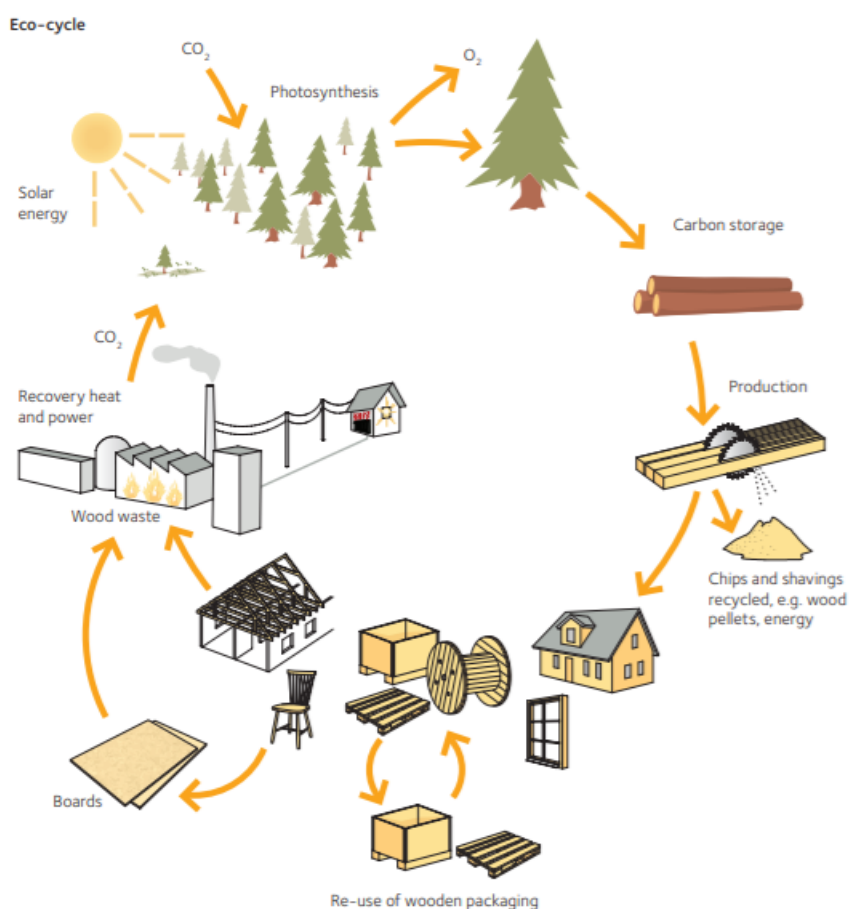 Eco-cycle
CO₂
O₂
Photosynthesis
Solar
energy
Carbon storage
CO₂
Production
Recovery heat
and power
Wood waste
Chips and shavings
recycled, e.g. wood
pellets, energy
Boards
Re-use of wooden packaging